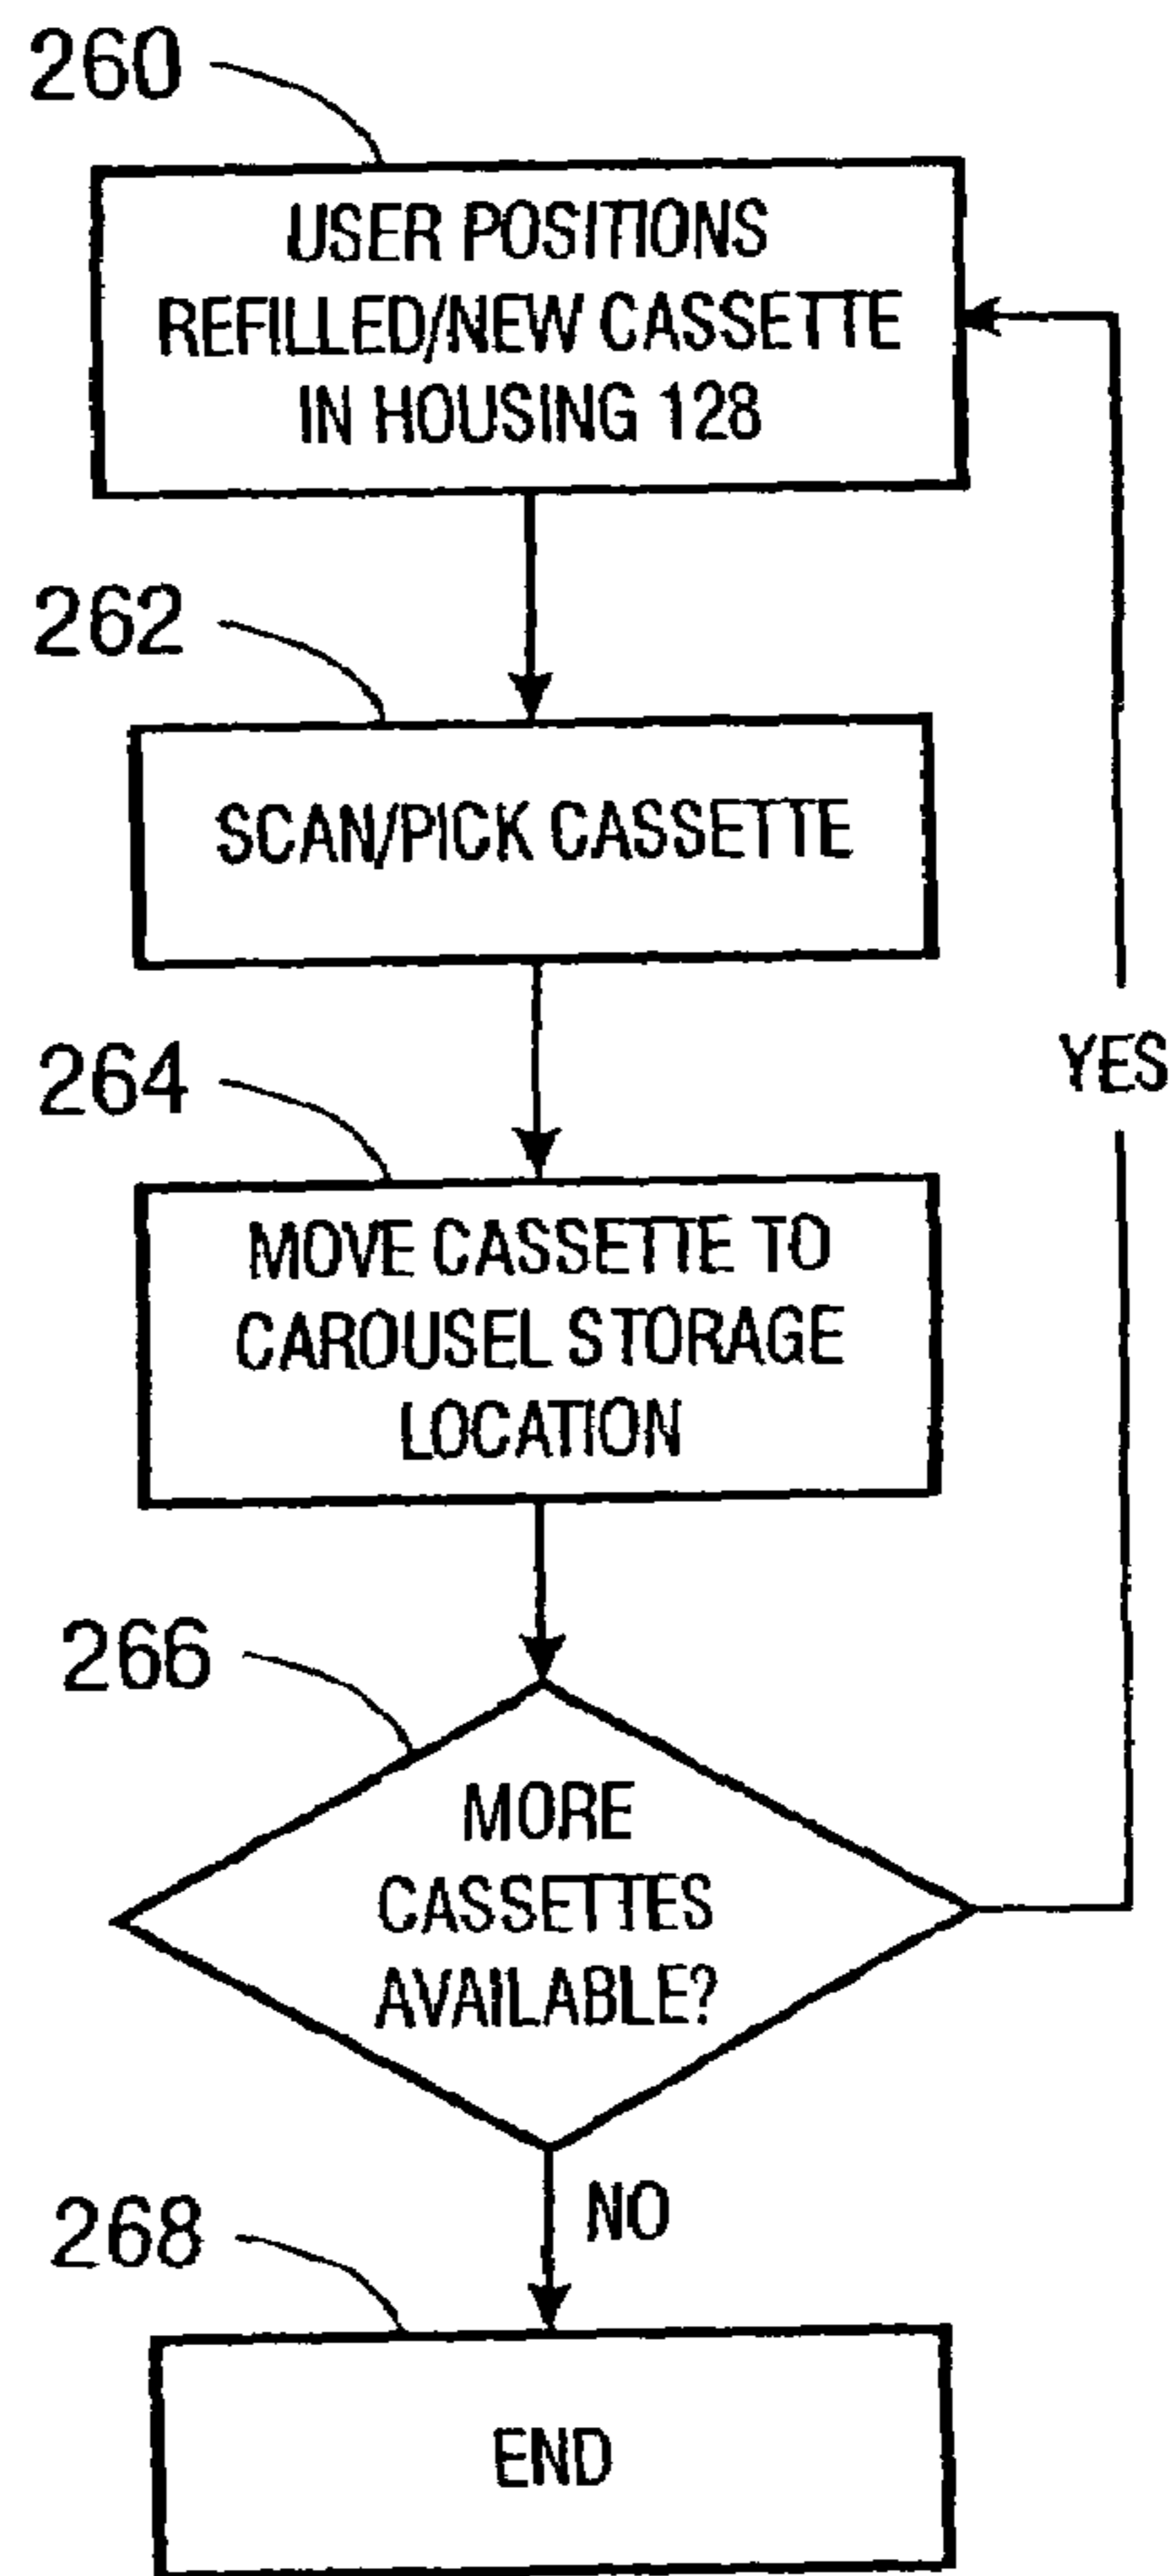 260
USER POSITIONS
REFILLED/NEW CASSETTE
IN HOUSING 128
262
SCAN/PICK CASSETTE
264
MOVE CASSETTE TO
CAROUSEL STORAGE
LOCATION
YES
266
MORE
CASSETTES
AVAILABLE?
NO
268
END